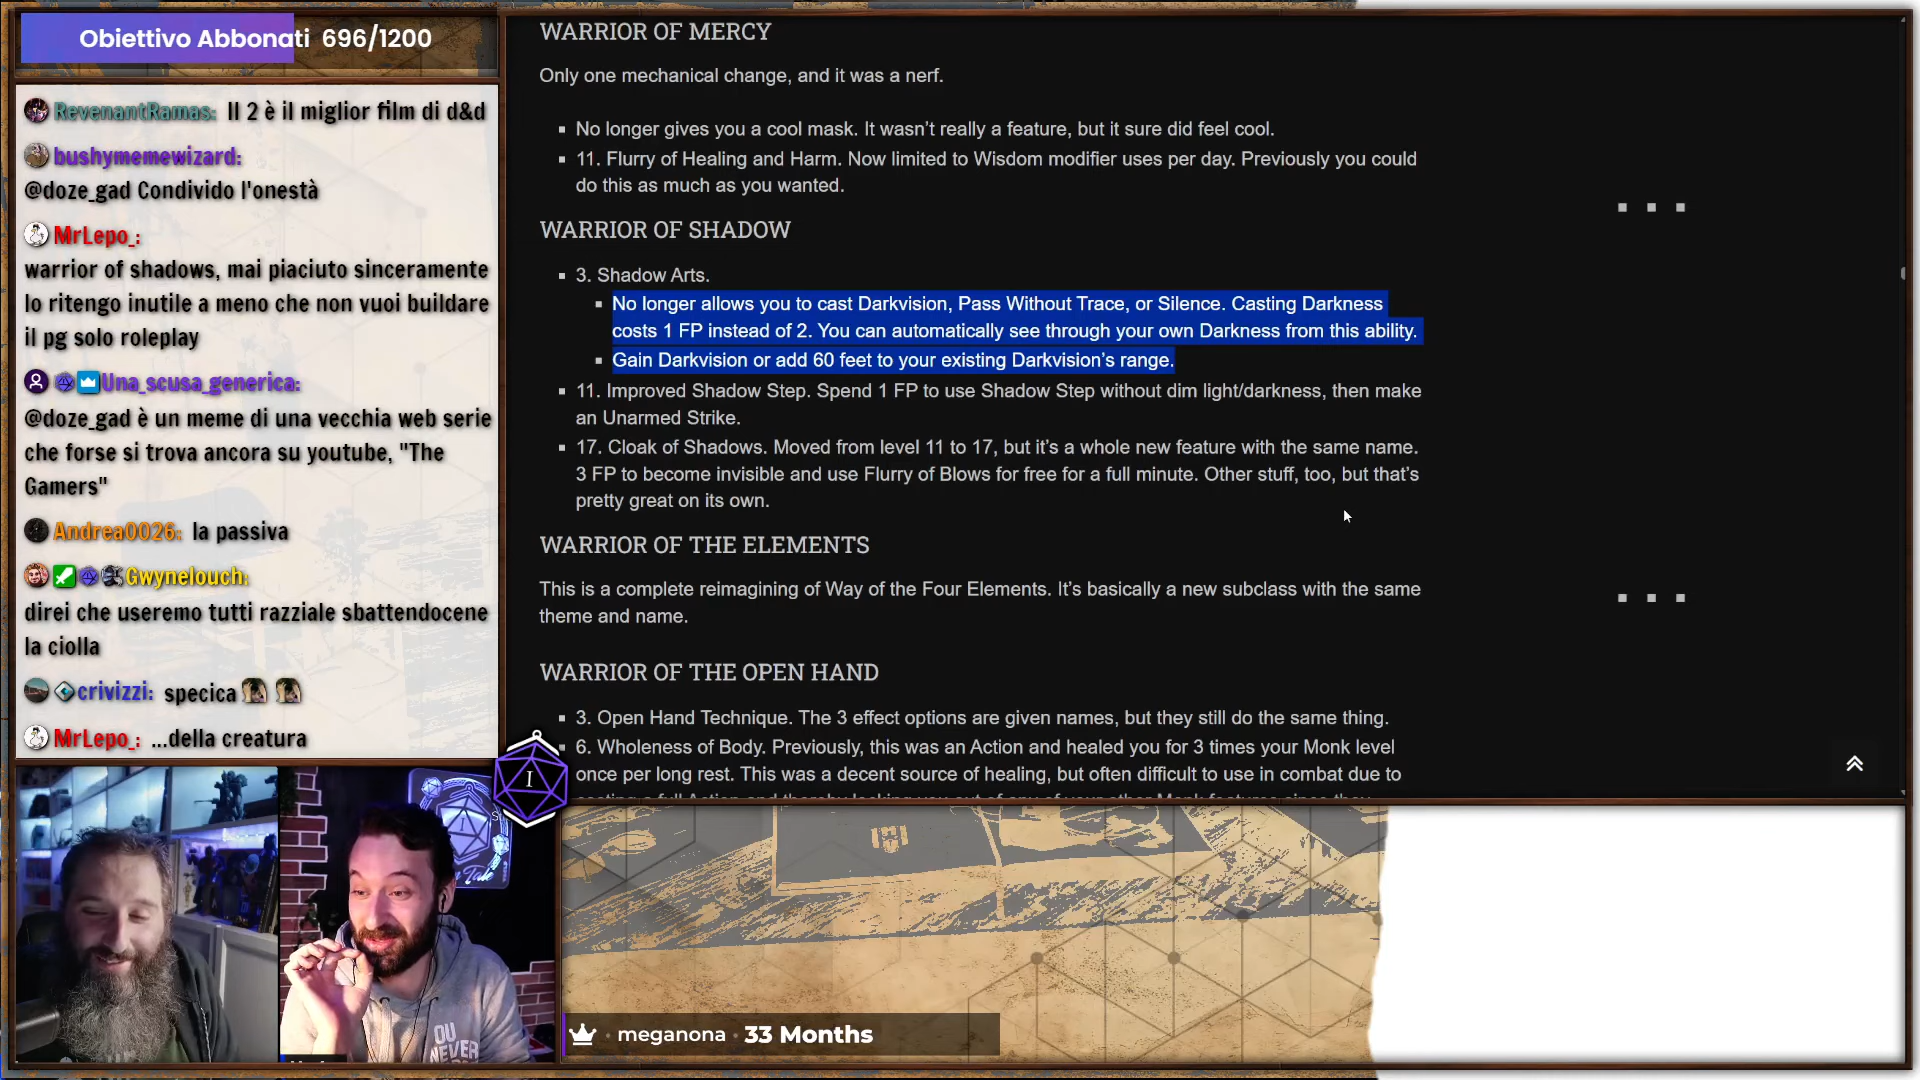 Obiettivo Abbonati 696/1200
RevenantRamas: Il 2 è il miglior film di d&d
bushymemewizard:
@doze_gad Condivido l'onestà
MrLepo_:
warrior of shadows, mai piaciuto sinceramente
lo ritengo inutile a meno che non vuoi buildare
il pg solo roleplay
Una_scusa_generica:
@doze_gad è un meme di una vecchia web serie
che forse si trova ancora su youtube, "The
Gamers"
Andrea0026: la passiva
Gwynelouch:
direi che useremo tutti razziale sbattendocene
la ciolla
crivizzi: specica
MrLepo_: ...della creatura
WARRIOR OF MERCY
Only one mechanical change, and it was a nerf.
No longer gives you a cool mask. It wasn't really a feature, but it sure did feel cool.
11. Flurry of Healing and Harm. Now limited to Wisdom modifier uses per day. Previously you could
do this as much as you wanted.
WARRIOR OF SHADOW
3. Shadow Arts.
No longer allows you to cast Darkvision, Pass Without Trace, or Silence. Casting Darkness
costs 1 FP instead of 2. You can automatically see through your own Darkness from this ability.
Gain Darkvision or add 60 feet to your existing Darkvision's range.
11. Improved Shadow Step. Spend 1 FP to use Shadow Step without dim light/darkness, then make
an Unarmed Strike.
17. Cloak of Shadows. Moved from level 11 to 17, but it's a whole new feature with the same name.
3 FP to become invisible and use Flurry of Blows for free for a full minute. Other stuff, too, but that's
pretty great on its own.
WARRIOR OF THE ELEMENTS
This is a complete reimagining of Way of the Four Elements. It's basically a new subclass with the same
theme and name.
WARRIOR OF THE OPEN HAND
3. Open Hand Technique. The 3 effect options are given names, but they still do the same thing.
6. Wholeness of Body. Previously, this was an Action and healed you for 3 times your Monk level
once per long rest. This was a decent source of healing, but often difficult to use in combat due to
I
OU
NEVER
meganona · 33 Months